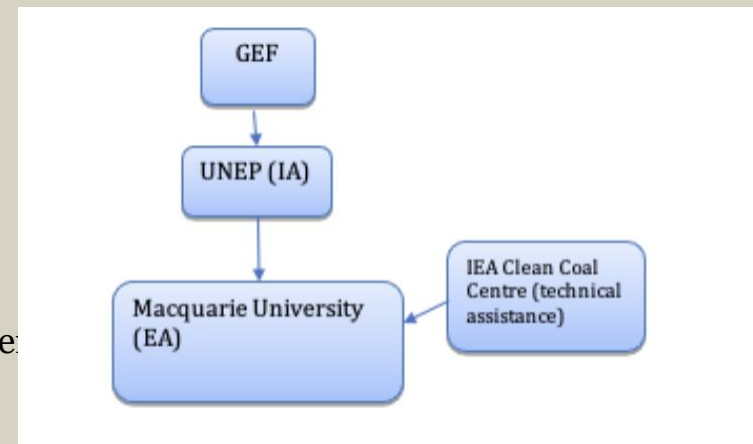 GEF
UNEP (IA)
IEA Clean Coal
Centre (technical
assistance)
Macquarie University
(EA)